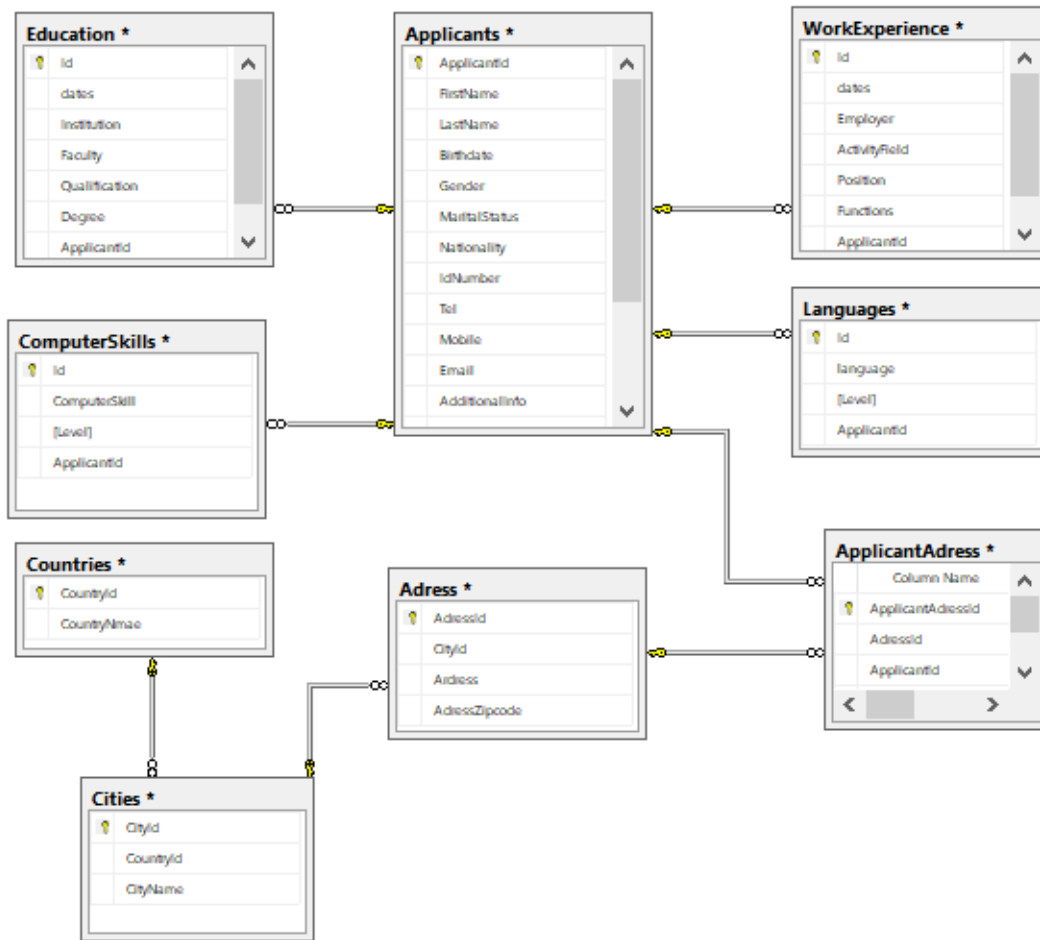 Education *
Id
dates
Institution
Faculty
Qualification
Degree
ApplicantId
Applicants *
ApplicantId
FirstName
LastName
Birthdate
Gender
MaritalStatus
Nationality
IdNumber
Tel
Mobile
Email
AdditionalInfo
WorkExperience *
Id
dates
Employer
ActivityField
Position
Functions
ApplicantId
ComputerSkills *
Id
ComputerSkill
[Level]
ApplicantId
Languages *
Id
language
[Level]
ApplicantId
Countries *
CountryId
CountryNmae
Adress *
AdressId
CityId
Ardress
AdressZipcode
ApplicantAdress *
Column Name
ApplicantAdressId
AdressId
ApplicantId
Cities *
CityId
CountryId
CityName